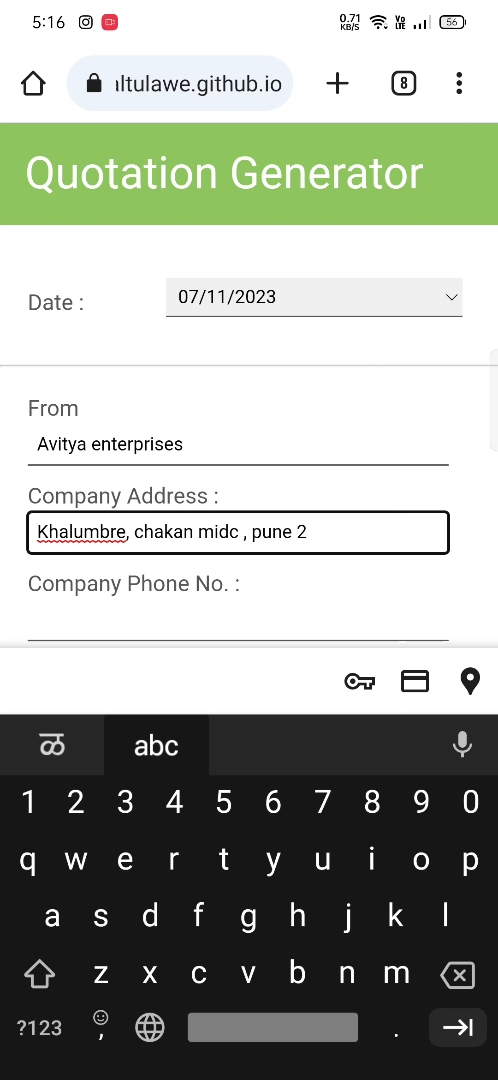 5:16 0.71 KB/S Vo LTE 56
ıltulawe.github.io 8
Quotation Generator
Date : 07/11/2023
From
Avitya enterprises
Company Address :
Khalumbre, chakan midc , pune 2
Company Phone No. :
abc
1 2 3 4 5 6 7 8 9 0
q w e r t y u i o p
a s d f g h j k l
z x c v b n m
?123 , .